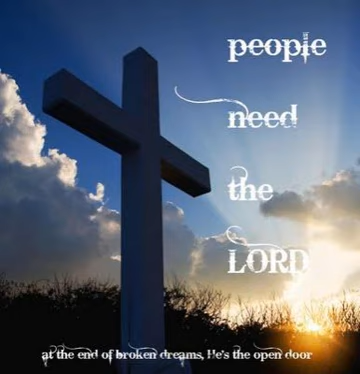 people
need
the
LORD
at the end of broken dreams, He's the open door